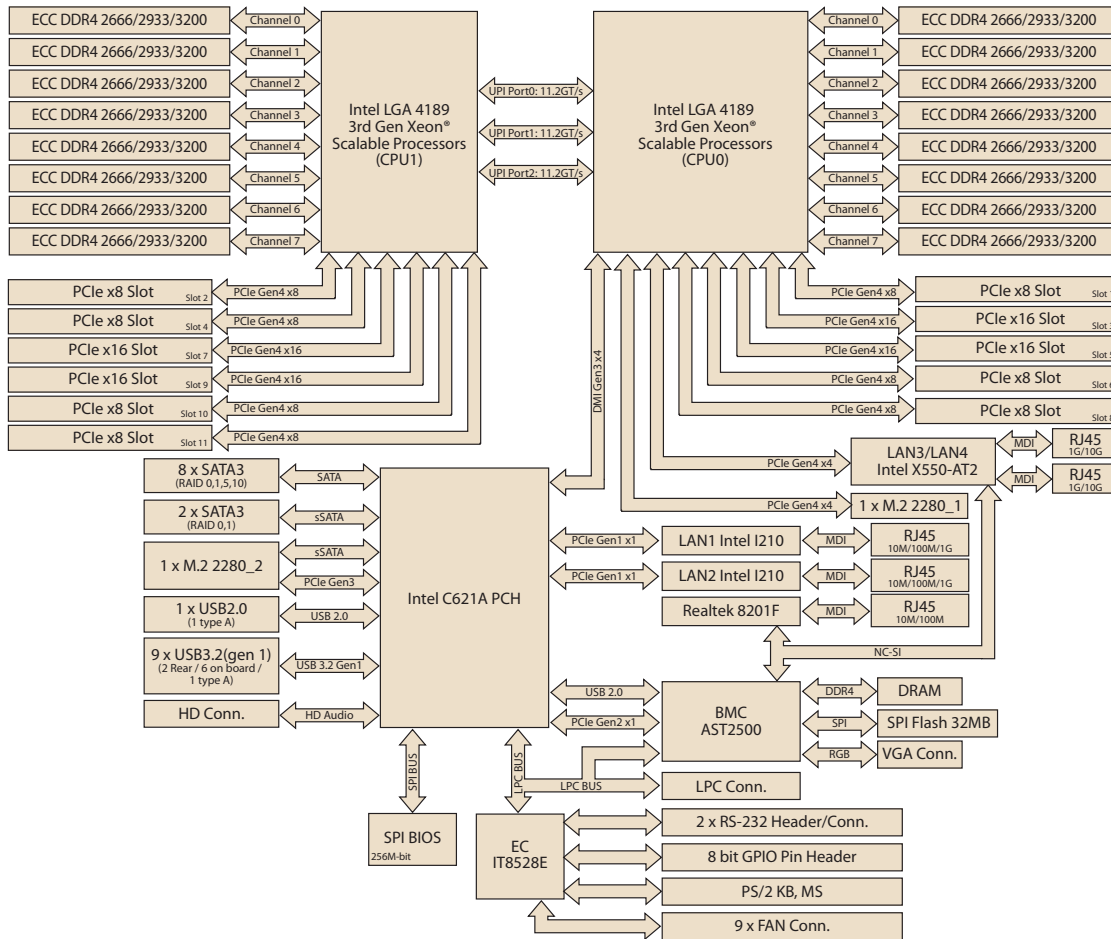 ECC DDR4 2666/2933/3200
Channel 0
ECC DDR4 2666/2933/3200
Channel 1
ECC DDR4 2666/2933/3200
Channel 2
ECC DDR4 2666/2933/3200
Channel 3
ECC DDR4 2666/2933/3200
Channel 4
ECC DDR4 2666/2933/3200
Channel 5
ECC DDR4 2666/2933/3200
Channel 6
ECC DDR4 2666/2933/3200
Channel 7
Intel LGA 4189
3rd Gen Xeon®
Scalable Processors
(CPU1)
UPI Port0: 11.2GT/s
UPI Port1: 11.2GT/s
UPI Port2: 11.2GT/s
Intel LGA 4189
3rd Gen Xeon®
Scalable Processors
(CPU0)
Channel 0
ECC DDR4 2666/2933/3200
Channel 1
ECC DDR4 2666/2933/3200
Channel 2
ECC DDR4 2666/2933/3200
Channel 3
ECC DDR4 2666/2933/3200
Channel 4
ECC DDR4 2666/2933/3200
Channel 5
ECC DDR4 2666/2933/3200
Channel 6
ECC DDR4 2666/2933/3200
Channel 7
ECC DDR4 2666/2933/3200
PCIe x8 Slot
Slot 2
PCIe Gen4 x8
PCIe x8 Slot
Slot 4
PCIe Gen4 x8
PCIe x16 Slot
Slot 7
PCIe Gen4 x16
PCIe x16 Slot
Slot 9
PCIe Gen4 x16
PCIe x8 Slot
Slot 10
PCIe Gen4 x8
PCIe x8 Slot
Slot 11
PCIe Gen4 x8
DMI Gen3 x4
PCIe Gen4 x8
PCIe x8 Slot
Slot
PCIe Gen4 x16
PCIe x16 Slot
Slot
PCIe Gen4 x16
PCIe x16 Slot
Slot
PCIe Gen4 x8
PCIe x8 Slot
Slot
PCIe Gen4 x8
PCIe x8 Slot
Slot
PCIe Gen4 x4
LAN3/LAN4
Intel X550-AT2
MDI
RJ45
1G/10G
MDI
RJ45
1G/10G
PCIe Gen4 x4
1 x M.2 2280_1
8 x SATA3
(RAID 0,1,5,10)
SATA
2 x SATA3
(RAID 0,1)
sSATA
1 x M.2 2280_2
sSATA
PCIe Gen3
1 x USB2.0
(1 type A)
USB 2.0
9 x USB3.2(gen 1)
(2 Rear / 6 on board /
1 type A)
USB 3.2 Gen1
HD Conn.
HD Audio
Intel C621A PCH
PCIe Gen1 x1
LAN1 Intel I210
MDI
RJ45
10M/100M/1G
PCIe Gen1 x1
LAN2 Intel I210
MDI
RJ45
10M/100M/1G
Realtek 8201F
MDI
RJ45
10M/100M
NC-SI
USB 2.0
PCIe Gen2 x1
BMC
AST2500
DDR4
DRAM
SPI
SPI Flash 32MB
RGB
VGA Conn.
SPI BUS
LPC BUS
LPC BUS
LPC Conn.
SPI BIOS
256M-bit
EC
IT8528E
2 x RS-232 Header/Conn.
8 bit GPIO Pin Header
PS/2 KB, MS
9 x FAN Conn.